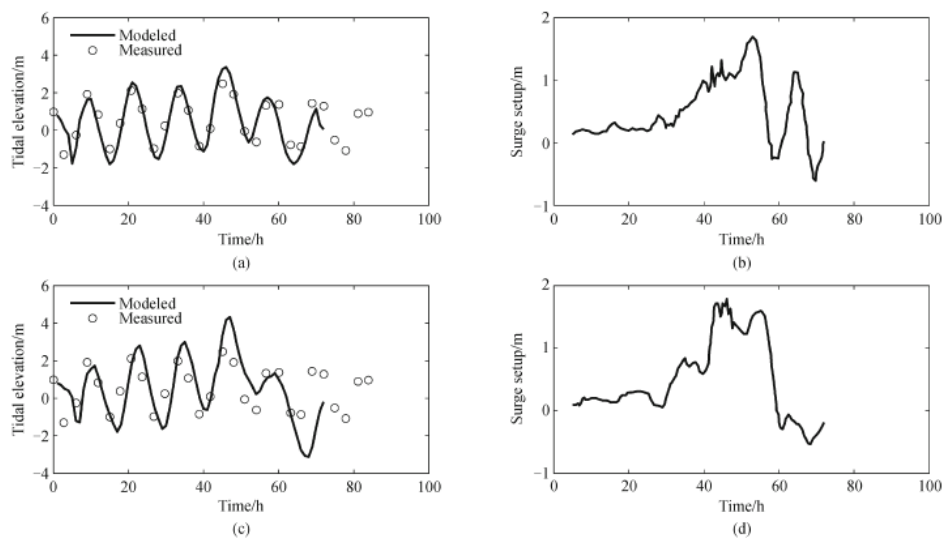 6
4
2
0
−2
−4
Tidal elevation/m
Modeled
Measured
0 20 40 60 80 100
Time/h
(a)
2
1
0
−1
Surge setup/m
0 20 40 60 80 100
Time/h
(b)
6
4
2
0
−2
−4
Tidal elevation/m
Modeled
Measured
0 20 40 60 80 100
Time/h
(c)
2
1
0
−1
Surge setup/m
0 20 40 60 80 100
Time/h
(d)